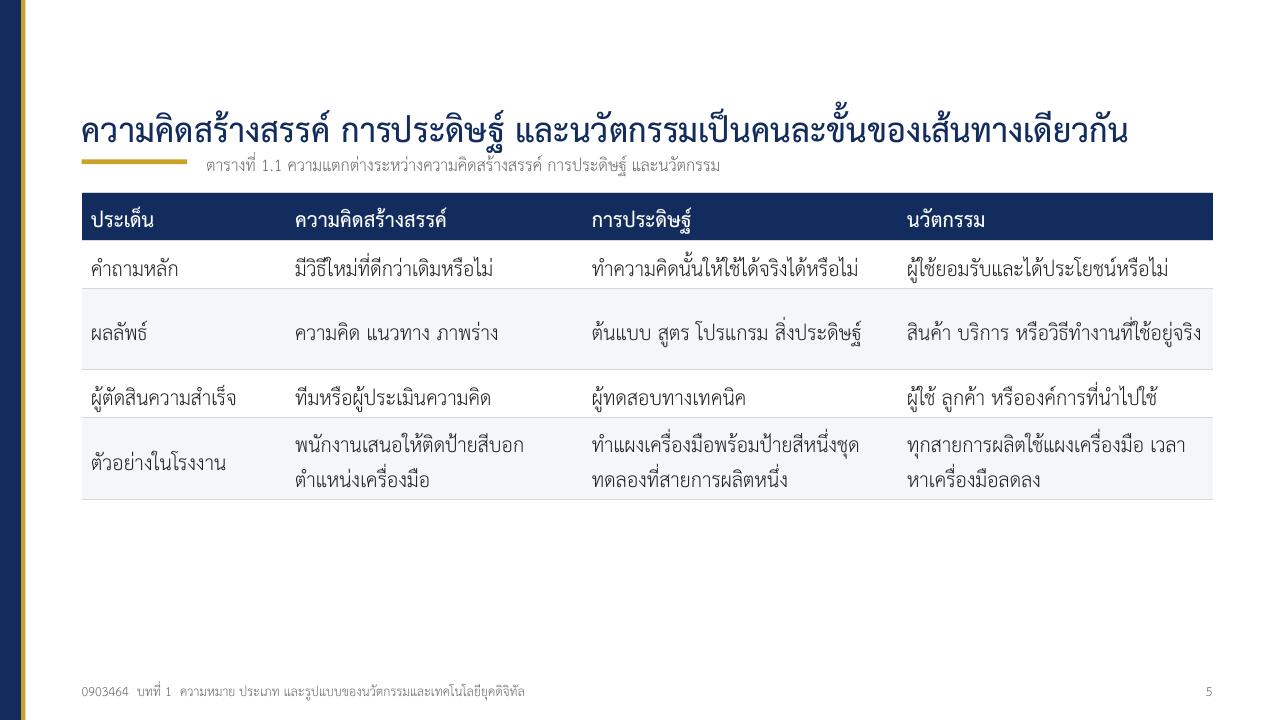 ความคิดสร้างสรรค์ การประดิษฐ์ และนวัตกรรมเป็นคนละขั้นของเส้นทางเดียวกัน
ตารางที่ 1.1 ความแตกต่างระหว่างความคิดสร้างสรรค์ การประดิษฐ์ และนวัตกรรม
ประเด็น ความคิดสร้างสรรค์ การประดิษฐ์ นวัตกรรม
คำถามหลัก มีวิธีใหม่ที่ดีกว่าเดิมหรือไม่ ทำความคิดนั้นให้ใช้ได้จริงได้หรือไม่ ผู้ใช้ยอมรับและได้ประโยชน์หรือไม่
ผลลัพธ์ ความคิด แนวทาง ภาพร่าง ต้นแบบ สูตร โปรแกรม สิ่งประดิษฐ์ สินค้า บริการ หรือวิธีทำงานที่ใช้อยู่จริง
ผู้ตัดสินความสำเร็จ ทีมหรือผู้ประเมินความคิด ผู้ทดสอบทางเทคนิค ผู้ใช้ ลูกค้า หรือองค์การที่นำไปใช้
ตัวอย่างในโรงงาน พนักงานเสนอให้ติดป้ายสีบอก ทำแผงเครื่องมือพร้อมป้ายสีหนึ่งชุด ทุกสายการผลิตใช้แผงเครื่องมือ เวลา
ตำแหน่งเครื่องมือ ทดลองที่สายการผลิตหนึ่ง หาเครื่องมือลดลง
0903464 บทที่ 1 ความหมาย ประเภท และรูปแบบของนวัตกรรมและเทคโนโลยียุคดิจิทัล 5